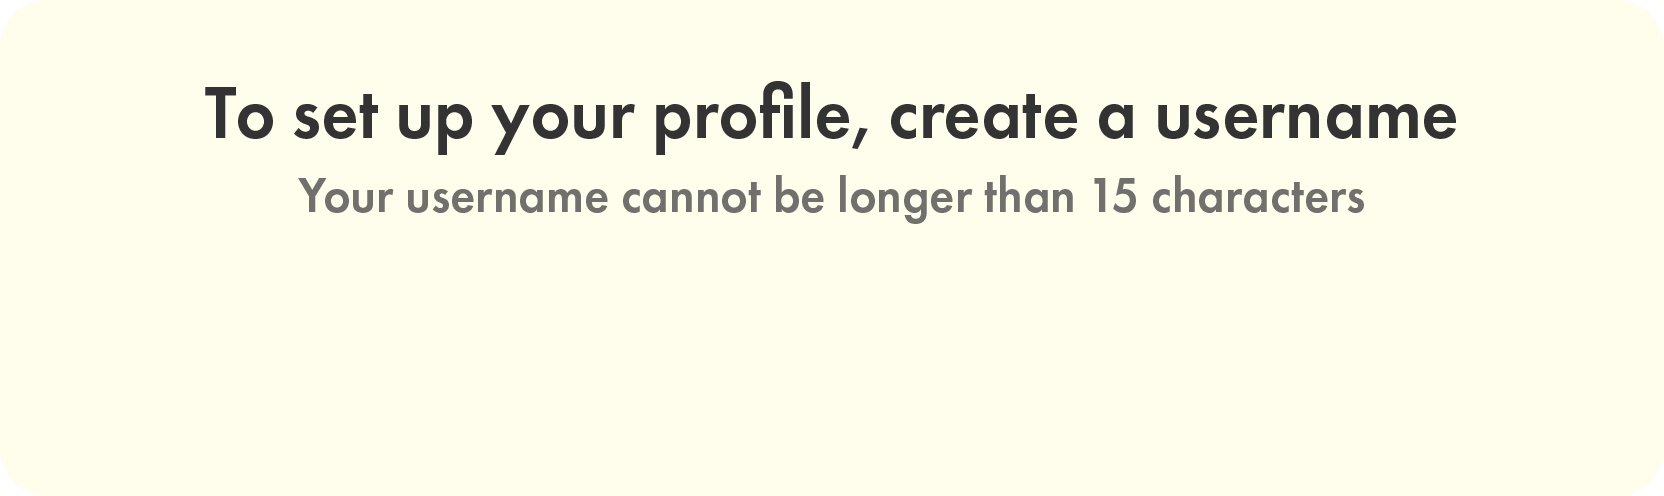 To set up your profile, create a username
Your username cannot be longer than 15 characters